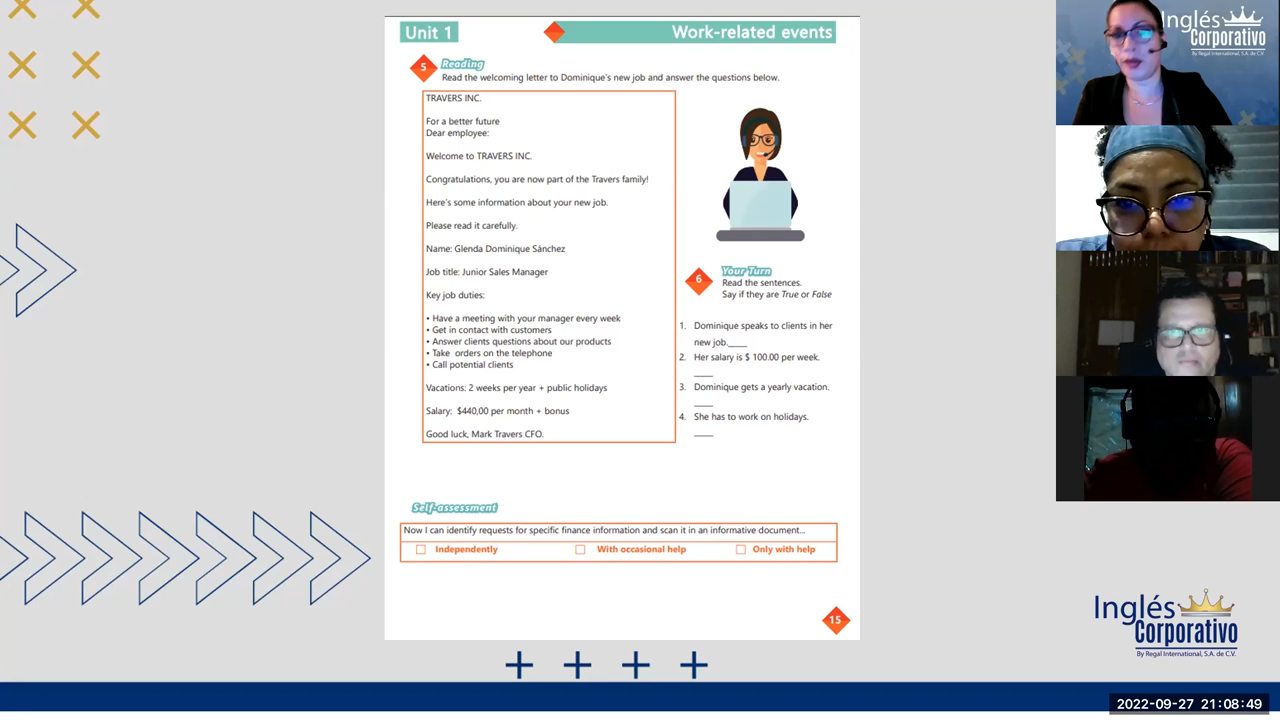 Unit 1
Work-related events
5
Reading
Read the welcoming letter to Dominique's new job and answer the questions below.
TRAVERS INC.
For a better future
Dear employee:
Welcome to TRAVERS INC.
Congratulations, you are now part of the Travers family!
Here's some information about your new job.
Please read it carefully.
Name: Glenda Dominique Sánchez
Job title: Junior Sales Manager
Key job duties:
• Have a meeting with your manager every week
• Get in contact with customers
• Answer clients questions about our products
• Take orders on the telephone
• Call potential clients
Vacations: 2 weeks per year + public holidays
Salary: $440,00 per month + bonus
Good luck, Mark Travers CFO.
6
Your Turn
Read the sentences.
Say if they are True or False
1. Dominique speaks to clients in her
new job.____
2. Her salary is $ 100.00 per week.
____
3. Dominique gets a yearly vacation.
____
4. She has to work on holidays.
____
Self-assessment
Now I can identify requests for specific finance information and scan it in an informative document...
Independently
With occasional help
Only with help
15
Inglés
Corporativo
By Regal International, S.A. de C.V.
Inglés
Corporativo
By Regal International, S.A. de C.V.
2022-09-27 21:08:49